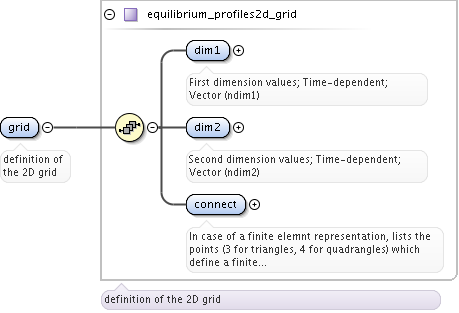 equilibrium_profiles2d_grid
dim1
First dimension values; Time-dependent;
Vector (ndim1)
grid
definition of
the 2D grid
dim2
Second dimension values; Time-dependent;
Vector (ndim2)
connect
In case of a finite elemnt representation, lists the
points (3 for triangles, 4 for quadrangles) which
define a finite...
definition of the 2D grid